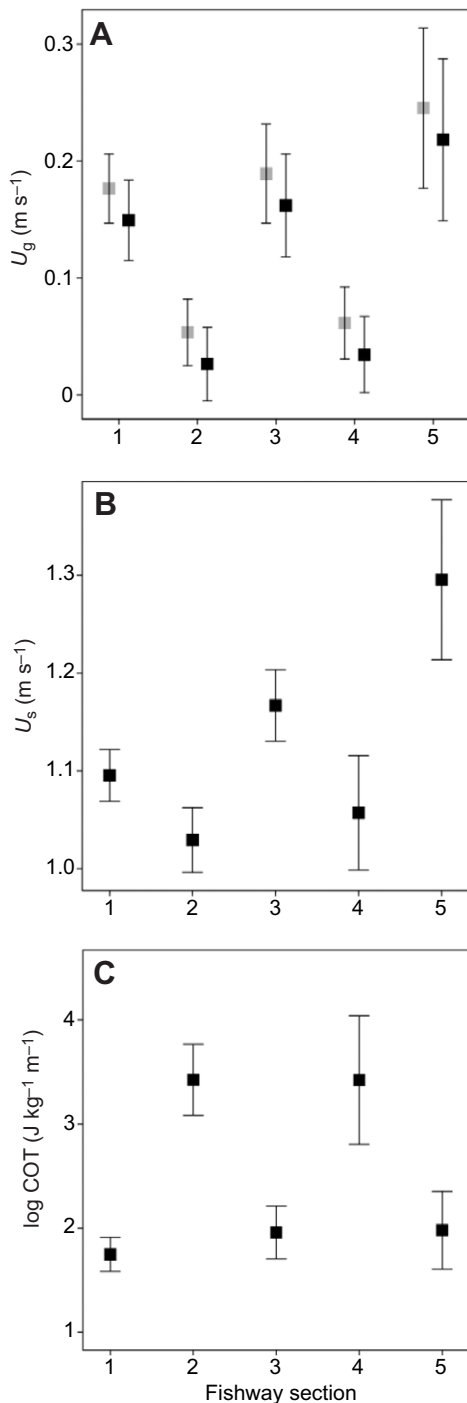 A
0.3
0.2
0.1
0
U_g (m s⁻¹)
1 2 3 4 5
B
1.3
1.2
1.1
1.0
U_s (m s⁻¹)
1 2 3 4 5
C
4
3
2
1
log COT (J kg⁻¹ m⁻¹)
1 2 3 4 5
Fishway section